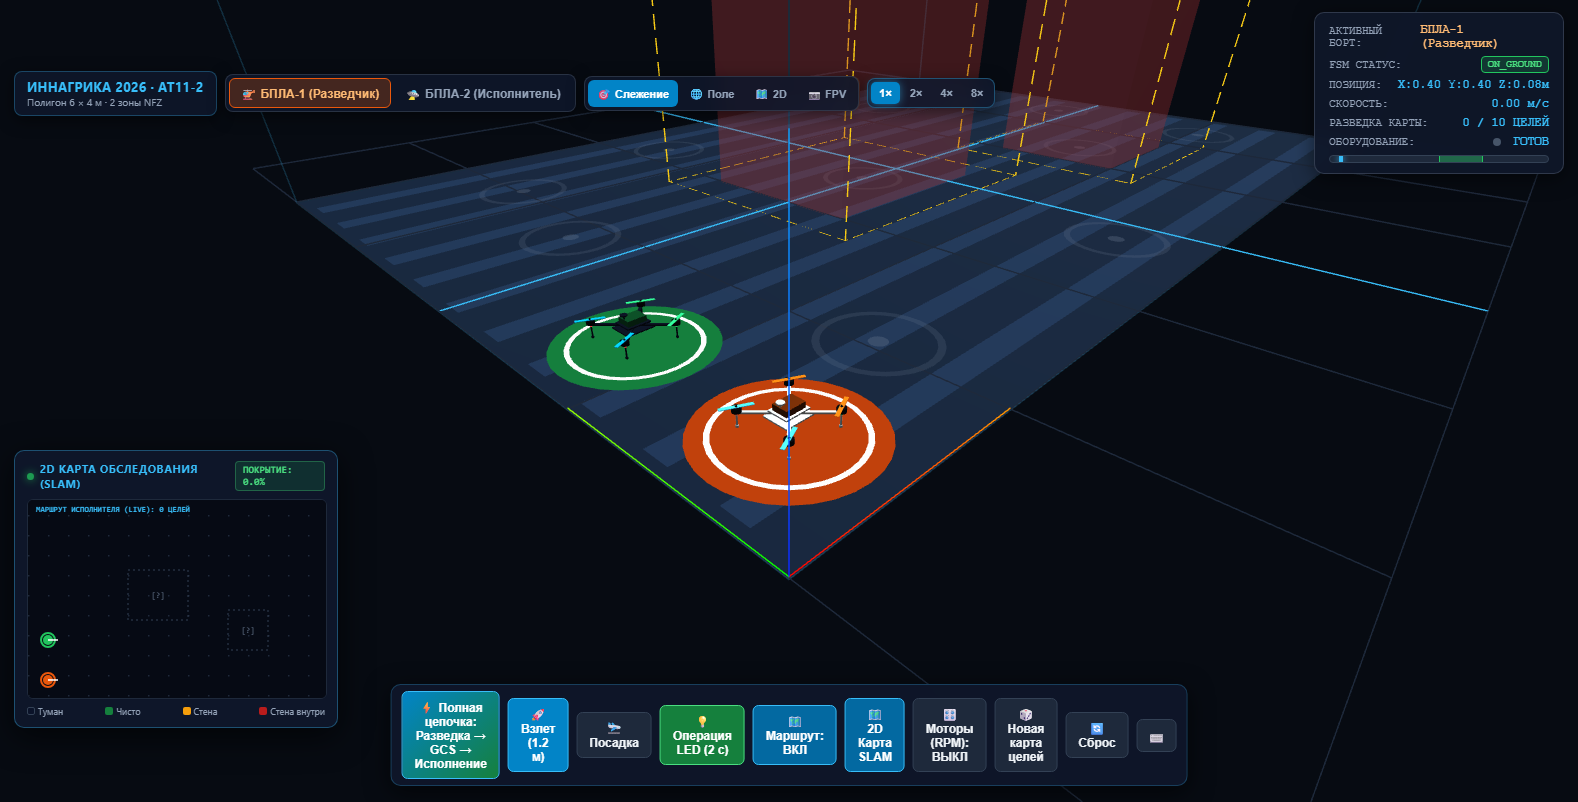 ИННАГРИКА 2026 · АТ11-2
Полигон 6 × 4 м · 2 зоны NFZ
БПЛА-1 (Разведчик)
БПЛА-2 (Исполнитель)
Слежение
Поле
2D
FPV
1×
2×
4×
8×
АКТИВНЫЙ БОРТ:
БПЛА-1 (Разведчик)
FSM СТАТУС:
ON_GROUND
ПОЗИЦИЯ:
X:0.40 Y:0.40 Z:0.08м
СКОРОСТЬ:
0.00 м/с
РАЗВЕДКА КАРТЫ:
0 / 10 ЦЕЛЕЙ
ОБОРУДОВАНИЕ:
ГОТОВ
2D КАРТА ОБСЛЕДОВАНИЯ
(SLAM)
ПОКРЫТИЕ:
0.0%
МАРШРУТ ИСПОЛНИТЕЛЯ (LIVE): 0 ЦЕЛЕЙ
[?]
[?]
Туман
Чисто
Стена
Стена внутри
Полная
цепочка:
Разведка →
GCS →
Исполнение
Взлет
(1.2
м)
Посадка
Операция
LED (2 с)
Маршрут:
ВКЛ
2D
Карта
SLAM
Моторы
(RPM):
ВЫКЛ
Новая
карта
целей
Сброс